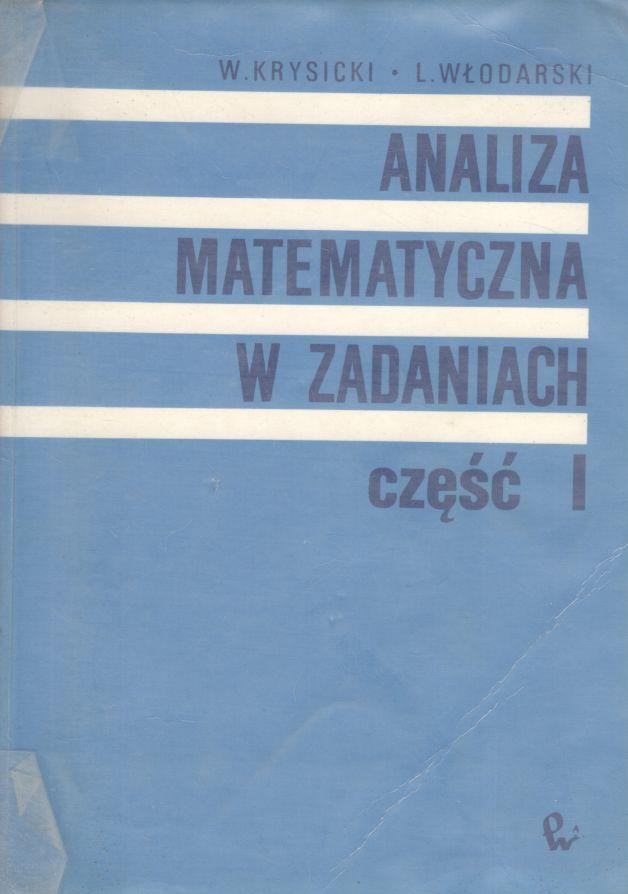 W. KRYSICKI • L. WŁODARSKI
ANALIZA
MATEMATYCZNA
W ZADANIACH
część I